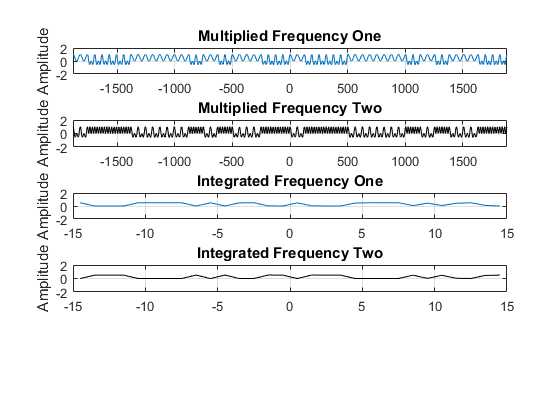 Multiplied Frequency One
Amplitude
2
0
-2
-1500 -1000 -500 0 500 1000 1500
Multiplied Frequency Two
Amplitude
2
0
-2
-1500 -1000 -500 0 500 1000 1500
Integrated Frequency One
Amplitude
2
0
-2
-15 -10 -5 0 5 10 15
Integrated Frequency Two
Amplitude
2
0
-2
-15 -10 -5 0 5 10 15